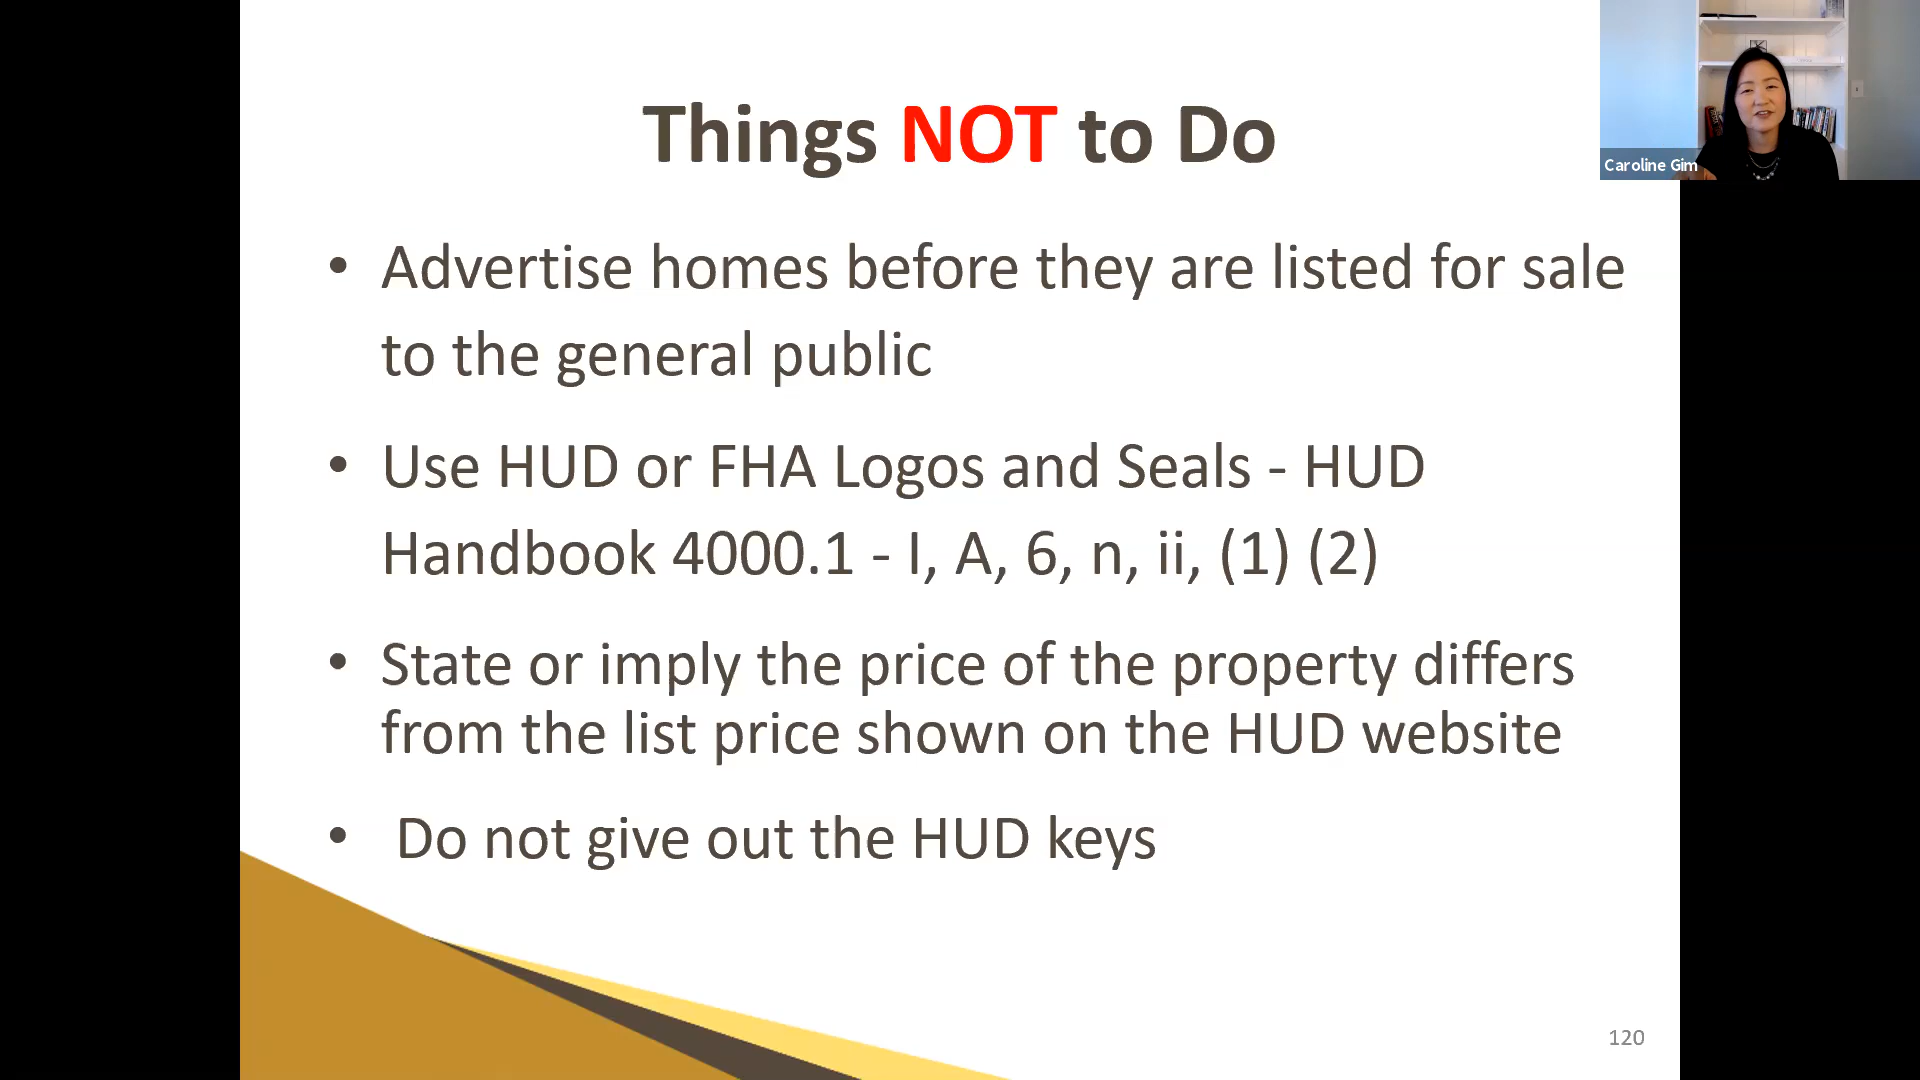 Things NOT to Do
Caroline Gim
• Advertise homes before they are listed for sale
to the general public
• Use HUD or FHA Logos and Seals - HUD
Handbook 4000.1 - I, A, 6, n, ii, (1) (2)
• State or imply the price of the property differs
from the list price shown on the HUD website
• Do not give out the HUD keys
120